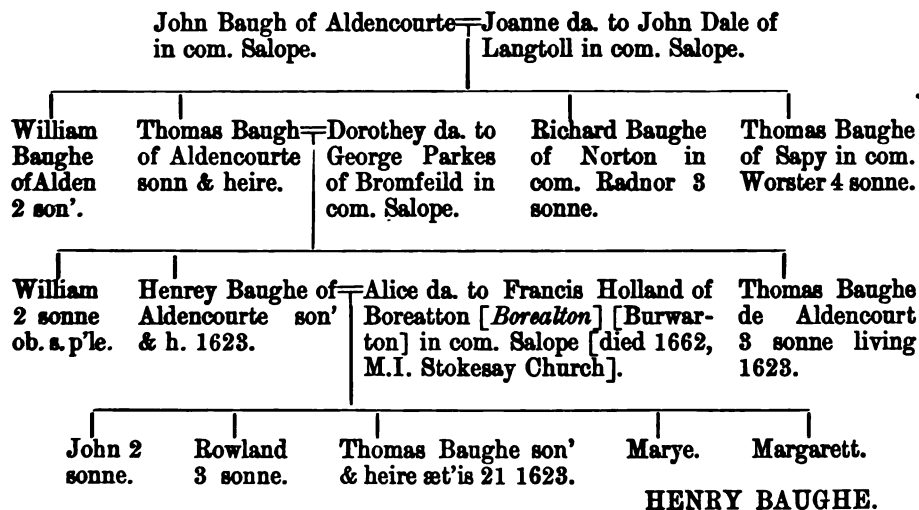 John Baugh of Aldencourte
in com. Salope.
Joanne da. to John Dale of
Langtoll in com. Salope.
William
Baughe
of Alden
2 son'.
Thomas Baugh
of Aldencourte
sonn & heire.
Dorothey da. to
George Parkes
of Bromfeild in
com. Salope.
Richard Baughe
of Norton in
com. Radnor 3
sonne.
Thomas Baughe
of Sapy in com.
Worster 4 sonne.
William
2 sonne
ob. s. p'le.
Henrey Baughe of
Aldencourte son'
& h. 1623.
Alice da. to Francis Holland of
Boreatton [Borealton] [Burwar-
ton] in com. Salope [died 1662,
M.I. Stokesay Church].
Thomas Baughe
de Aldencourt
3 sonne living
1623.
John 2
sonne.
Rowland
3 sonne.
Thomas Baughe son'
& heire æt'is 21 1623.
Marye.
Margarett.
HENRY BAUGHE.